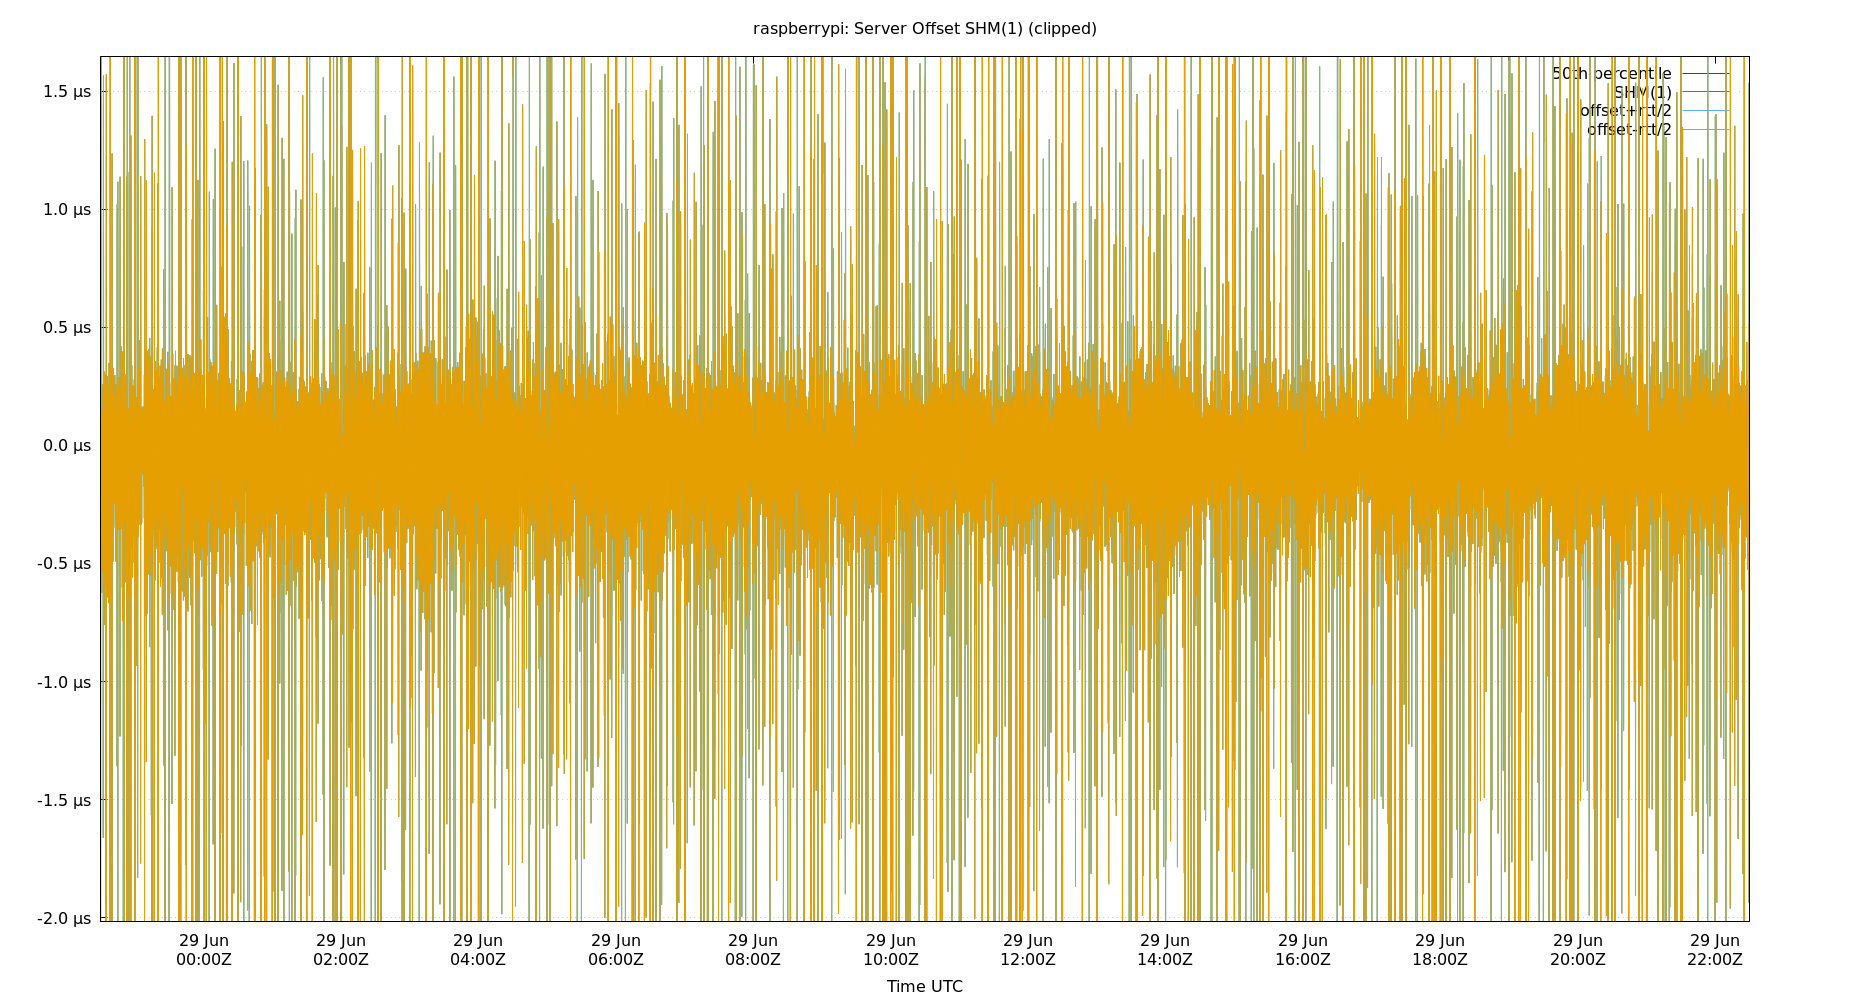 raspberrypi: Server Offset SHM(1) (clipped)
50th percentile
SHM(1)
offset+rtt/2
offset-rtt/2
1.5 µs
1.0 µs
0.5 µs
0.0 µs
-0.5 µs
-1.0 µs
-1.5 µs
-2.0 µs
29 Jun 29 Jun 29 Jun 29 Jun 29 Jun 29 Jun 29 Jun 29 Jun 29 Jun 29 Jun 29 Jun 29 Jun
00:00Z 02:00Z 04:00Z 06:00Z 08:00Z 10:00Z 12:00Z 14:00Z 16:00Z 18:00Z 20:00Z 22:00Z
Time UTC